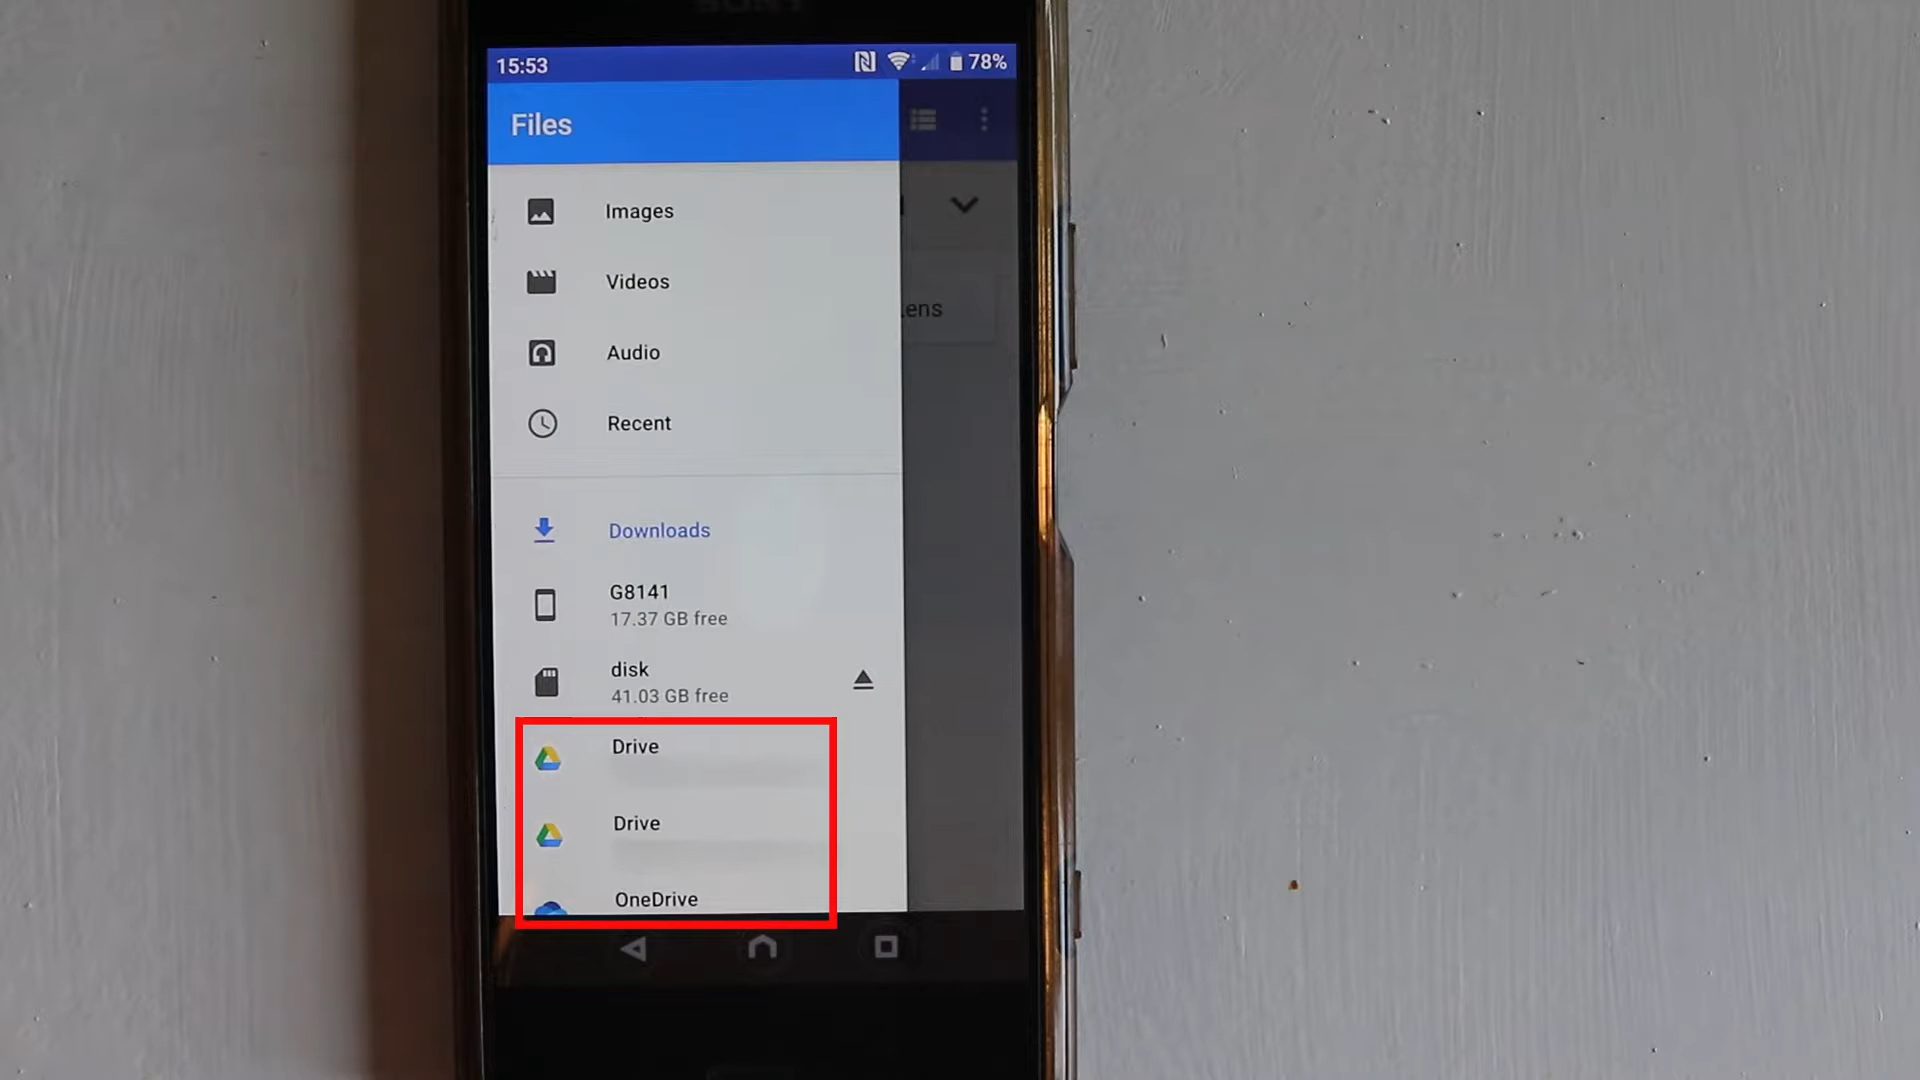 SONY
15:53
78%
Files
Images
Videos
Audio
Recent
Downloads
G8141
17.37 GB free
disk
41.03 GB free
Drive
Drive
OneDrive